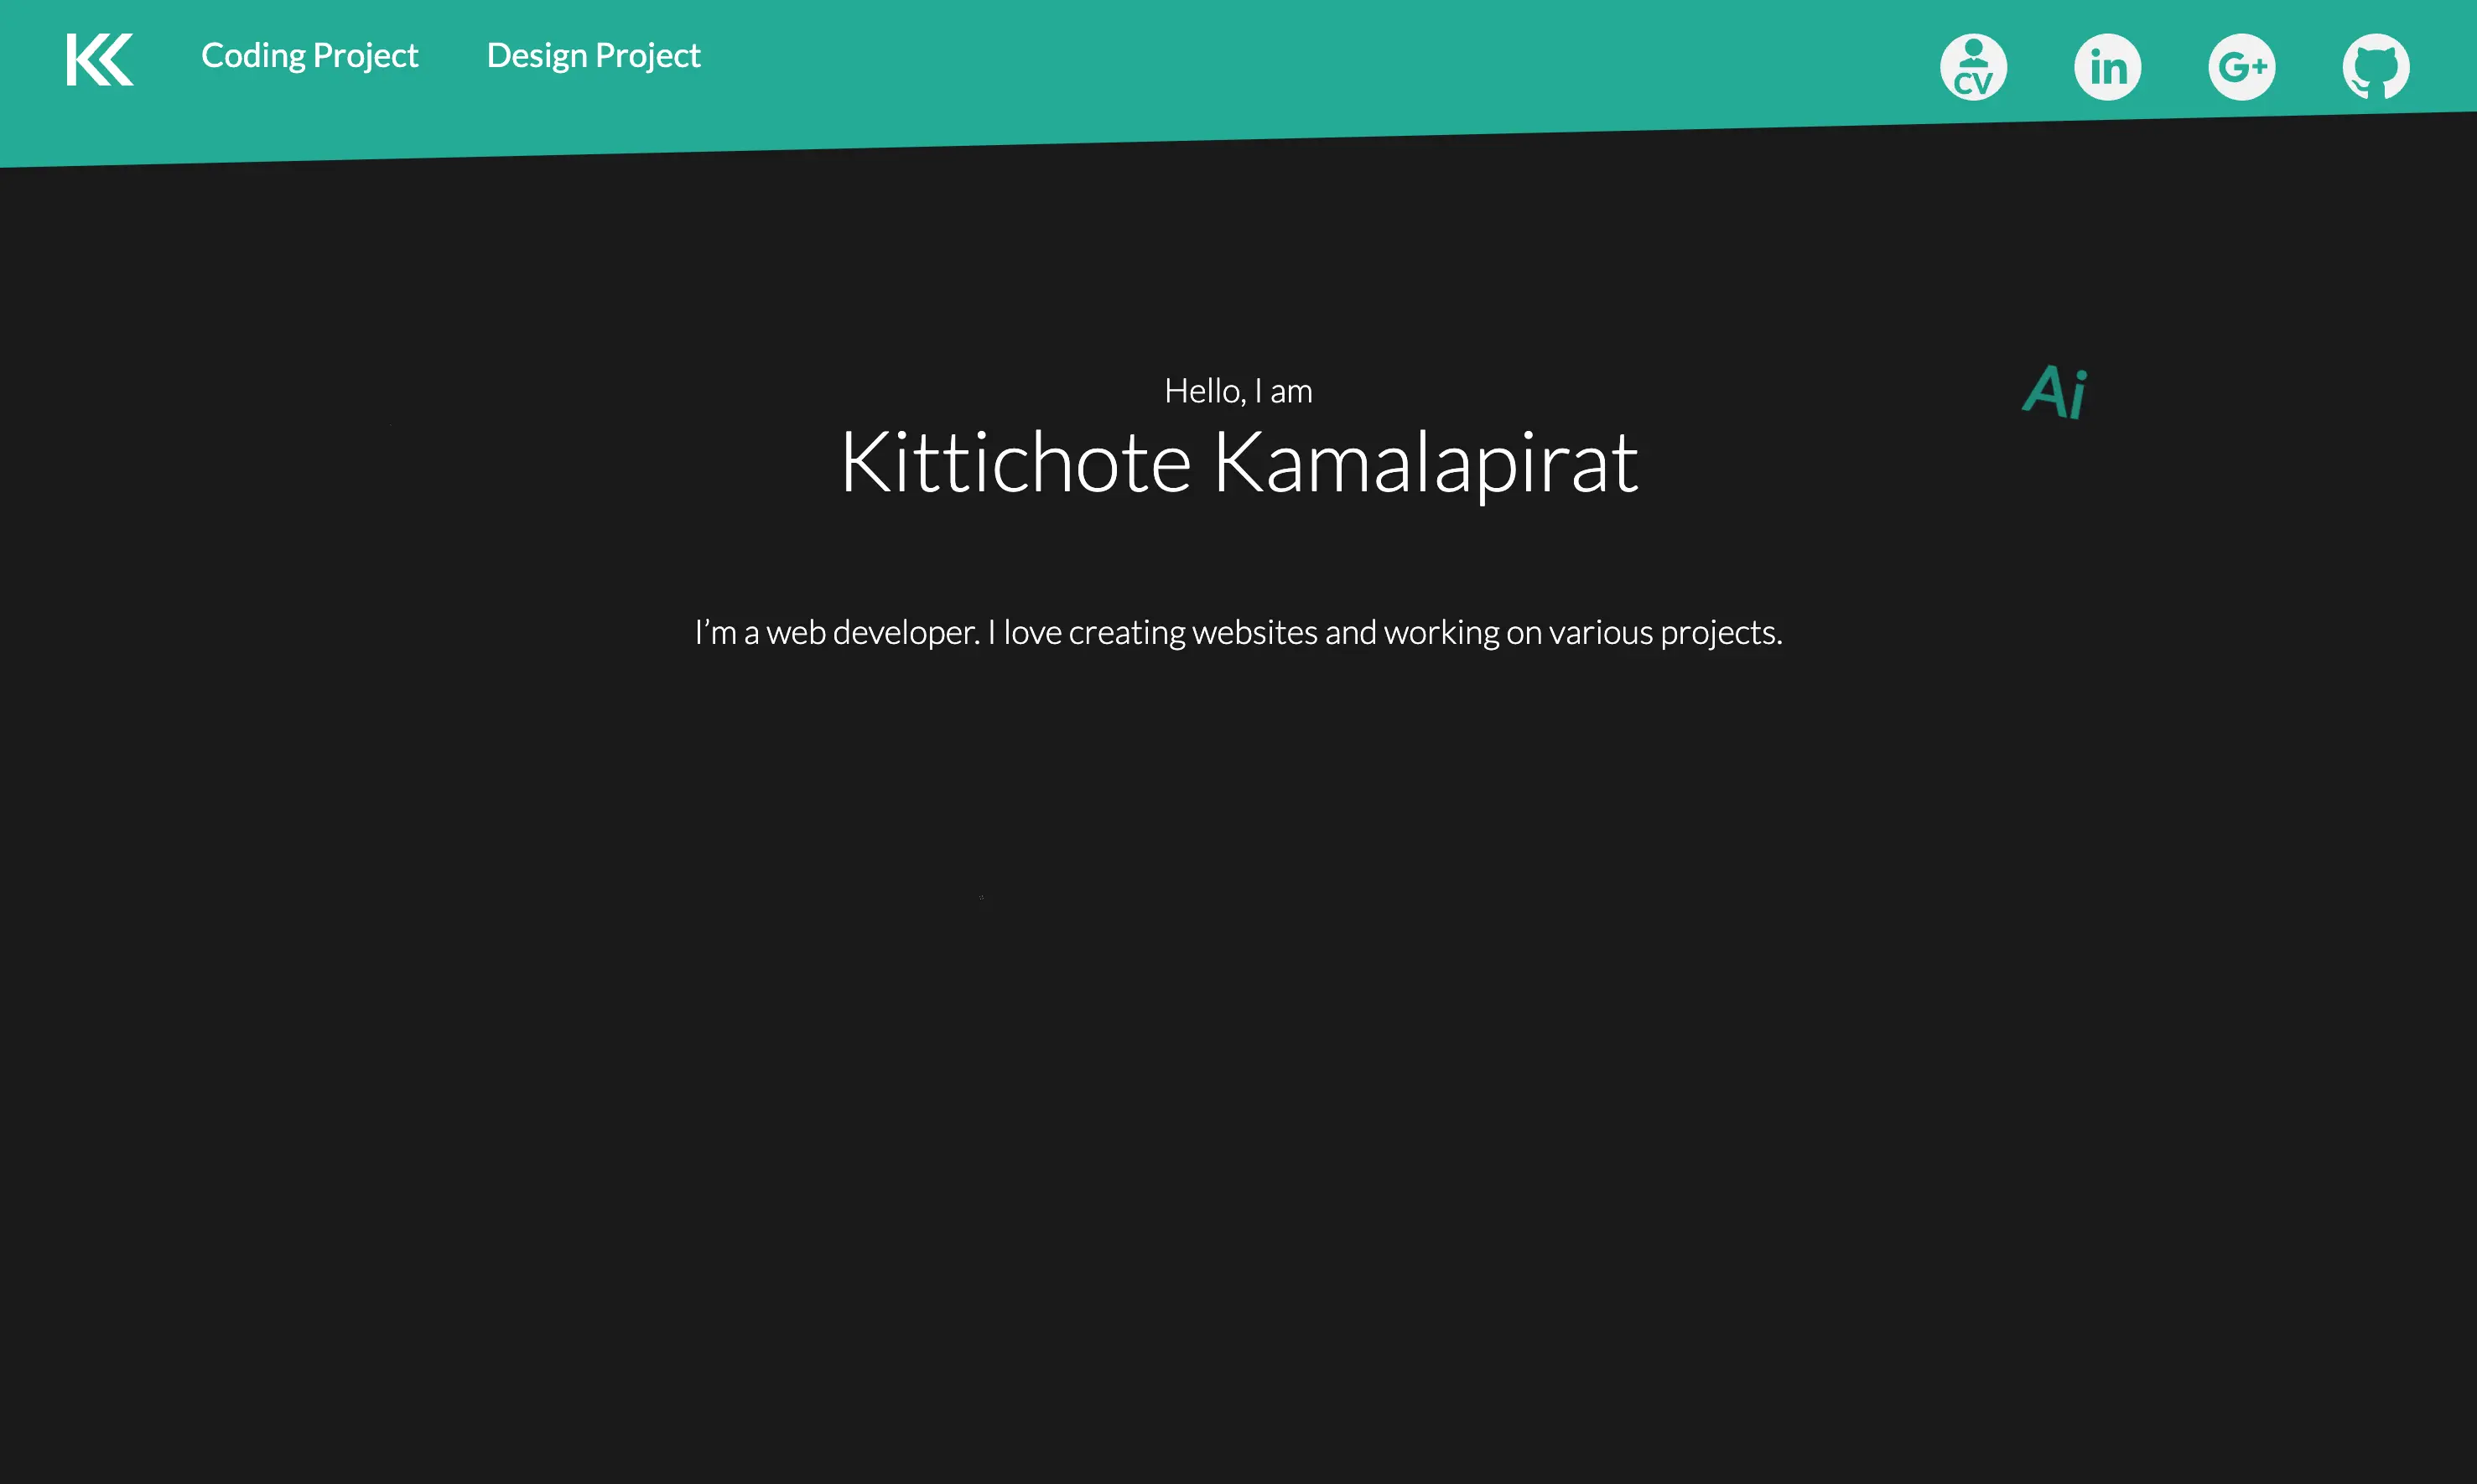 KK Coding Project Design Project CV in G+
Hello, I am
Ai
Kittichote Kamalapirat
I’m a web developer. I love creating websites and working on various projects.